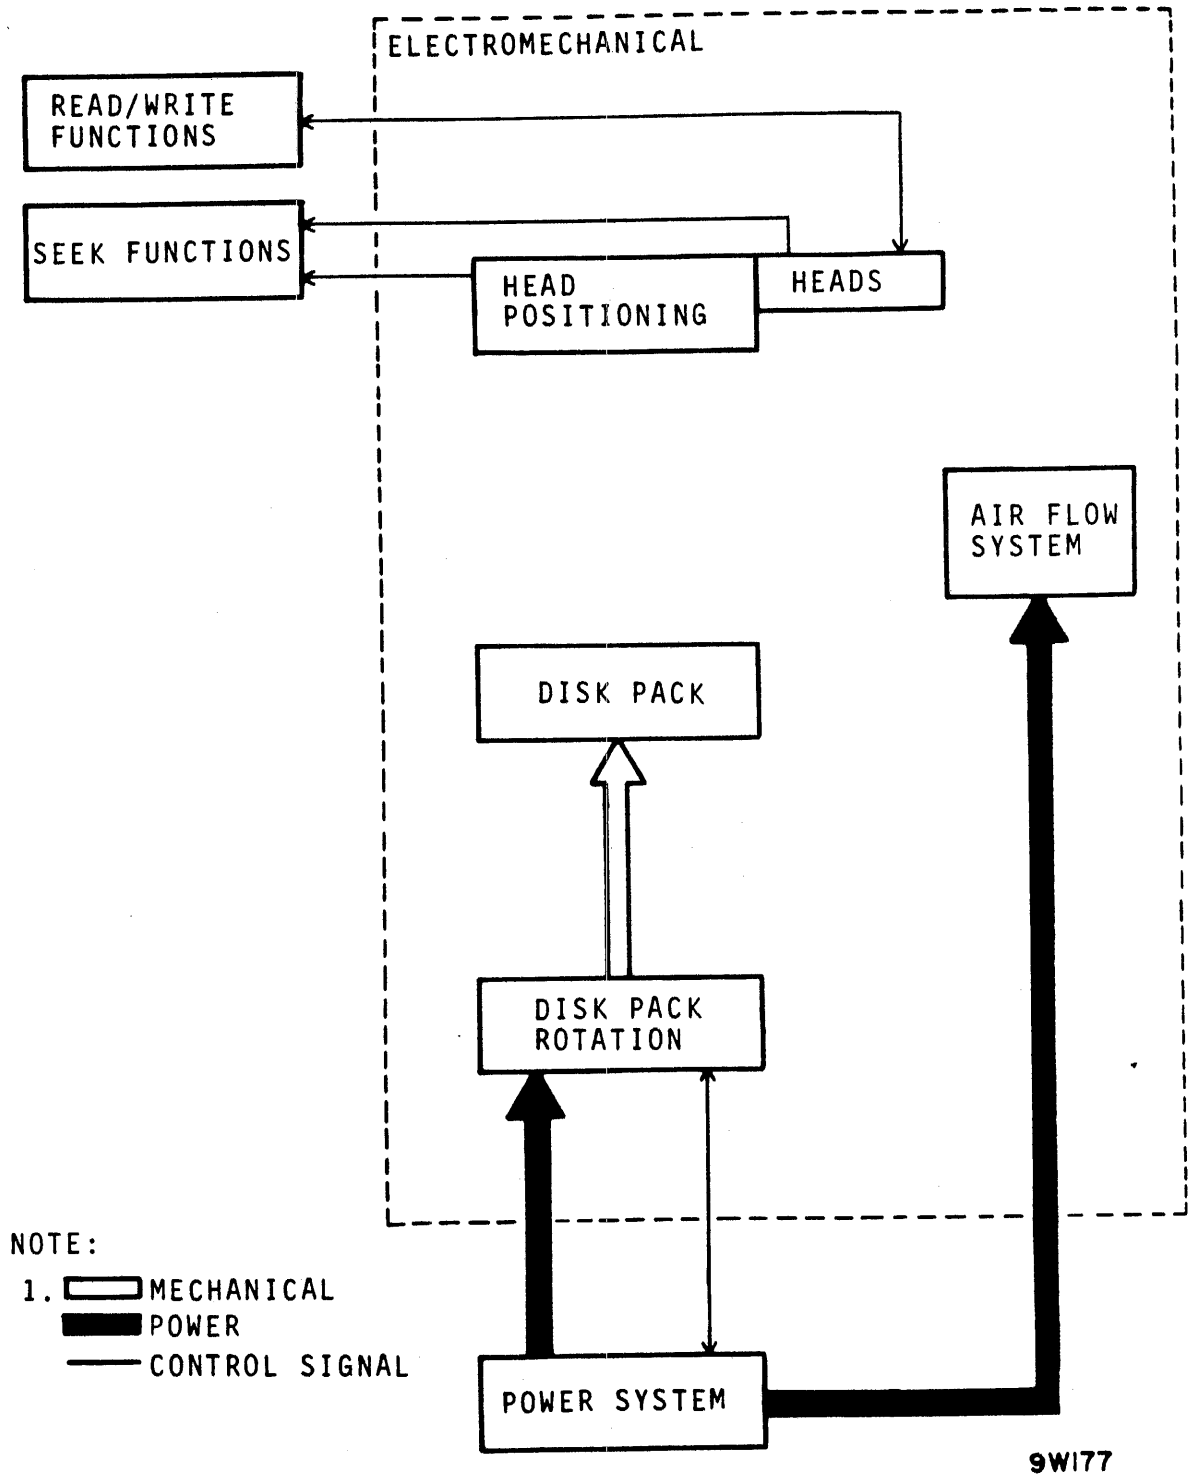 ELECTROMECHANICAL
READ/WRITE
FUNCTIONS
SEEK FUNCTIONS
HEAD
POSITIONING
HEADS
AIR FLOW
SYSTEM
DISK PACK
DISK PACK
ROTATION
NOTE:
1. MECHANICAL
POWER
CONTROL SIGNAL
POWER SYSTEM
9W177